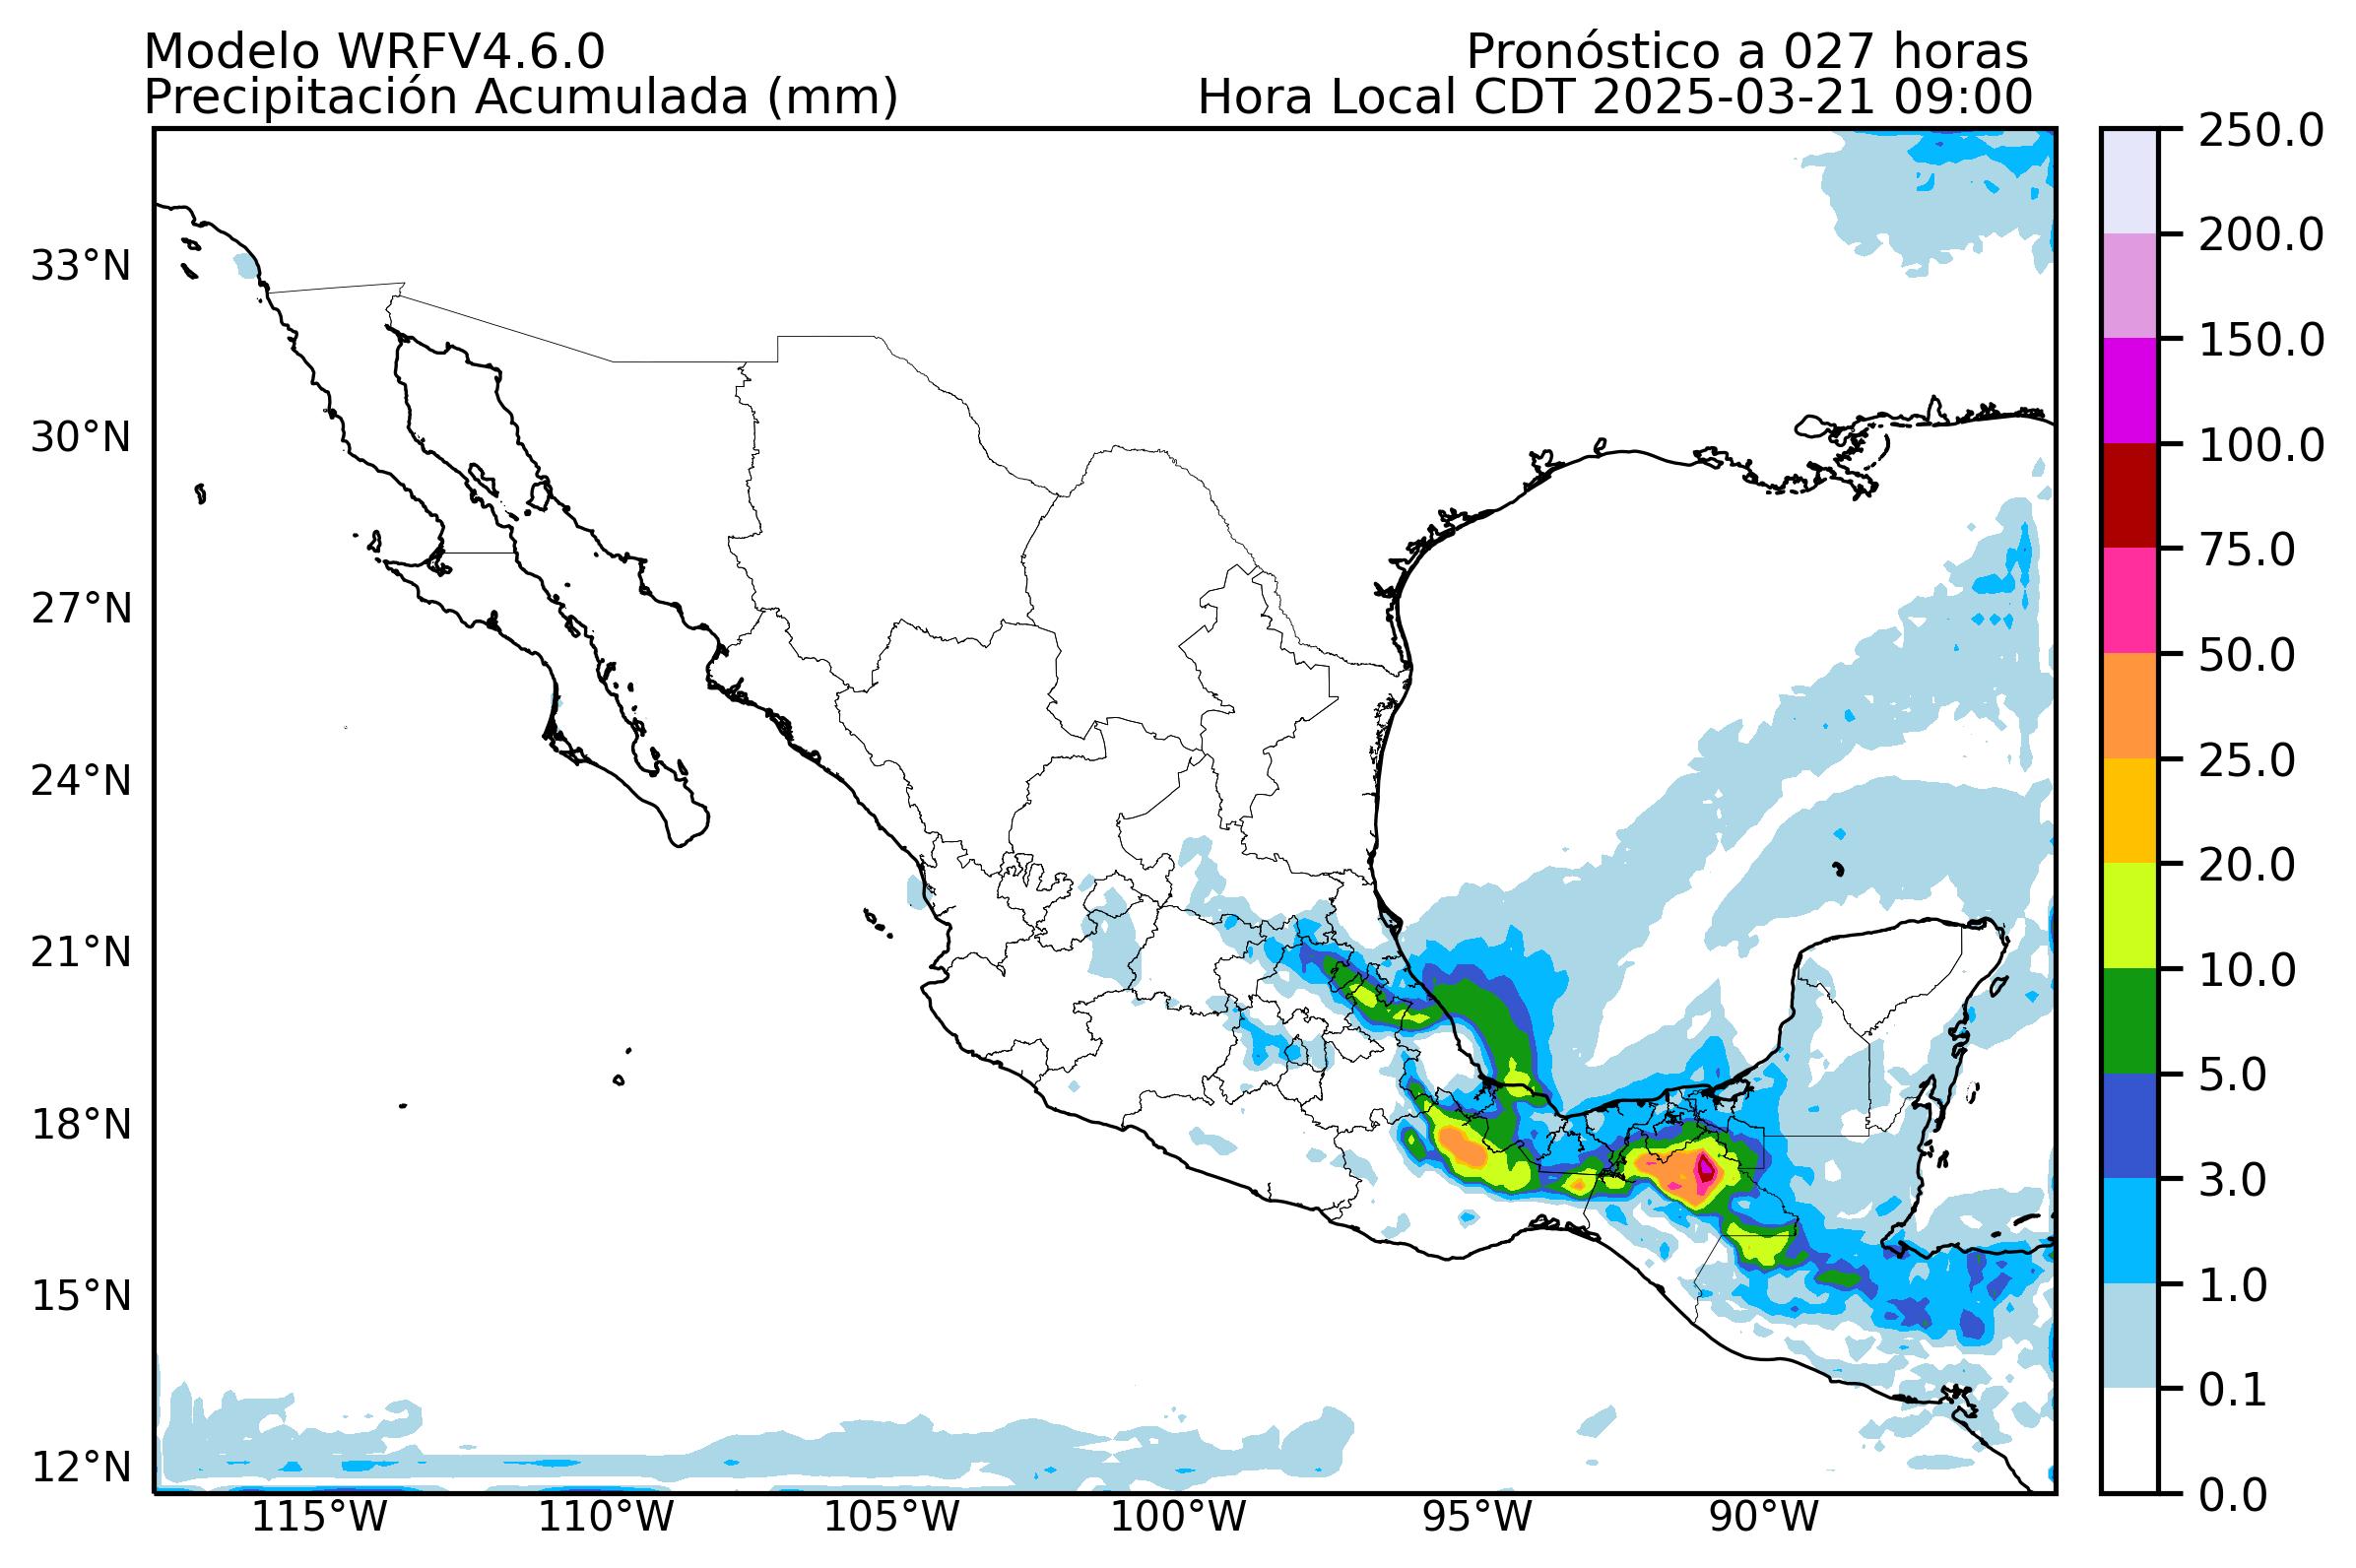 Modelo WRFV4.6.0
Pronóstico a 027 horas
Precipitación Acumulada (mm)
Hora Local CDT 2025-03-21 09:00
33°N
30°N
27°N
24°N
21°N
18°N
15°N
12°N
115°W
110°W
105°W
100°W
95°W
90°W
250.0
200.0
150.0
100.0
75.0
50.0
25.0
20.0
10.0
5.0
3.0
1.0
0.1
0.0